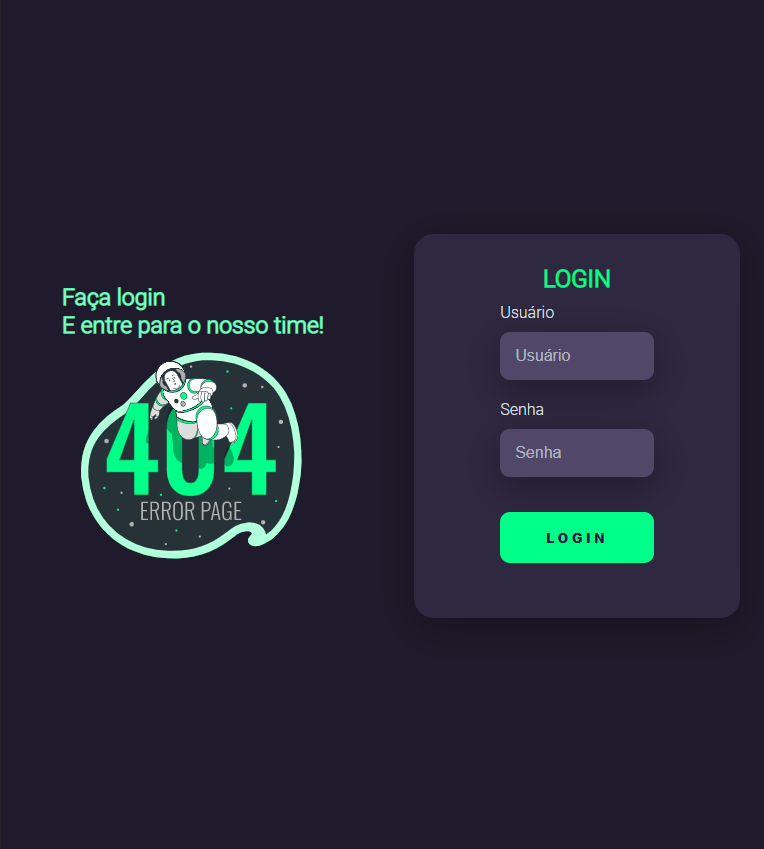 Faça login
E entre para o nosso time!
404
ERROR PAGE
LOGIN
Usuário
Usuário
Senha
Senha
LOGIN